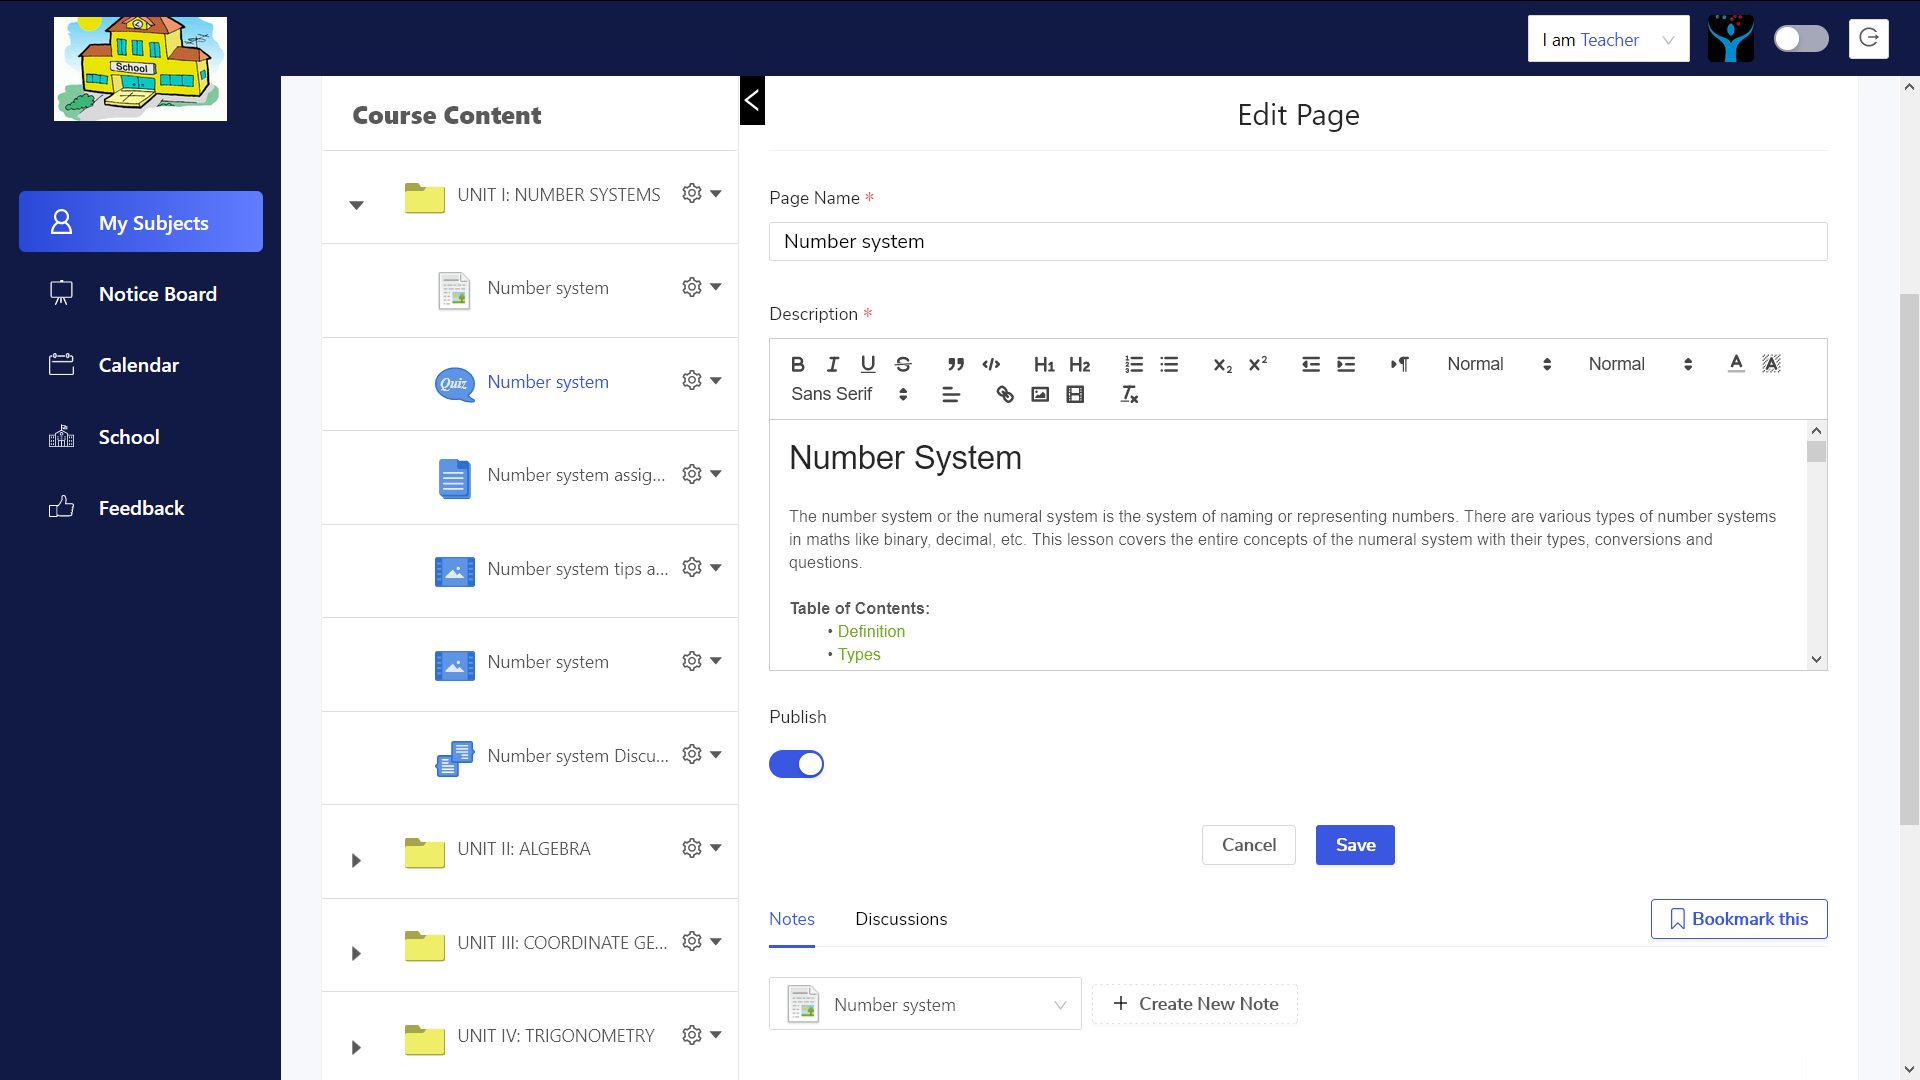 School
I am Teacher
My Subjects
Notice Board
Calendar
School
Feedback
Course Content
UNIT I: NUMBER SYSTEMS
Number system
Quiz
Number system
Number system assig...
Number system tips a...
Number system
Number system Discu...
UNIT II: ALGEBRA
UNIT III: COORDINATE GE...
UNIT IV: TRIGONOMETRY
Edit Page
Page Name *
Number system
Description *
B I U S H1 H2 X2 X2 Normal Normal A A
Sans Serif Tx
Number System
The number system or the numeral system is the system of naming or representing numbers. There are various types of number systems
in maths like binary, decimal, etc. This lesson covers the entire concepts of the numeral system with their types, conversions and
questions.
Table of Contents:
• Definition
• Types
Publish
Cancel Save
Notes Discussions Bookmark this
Number system + Create New Note